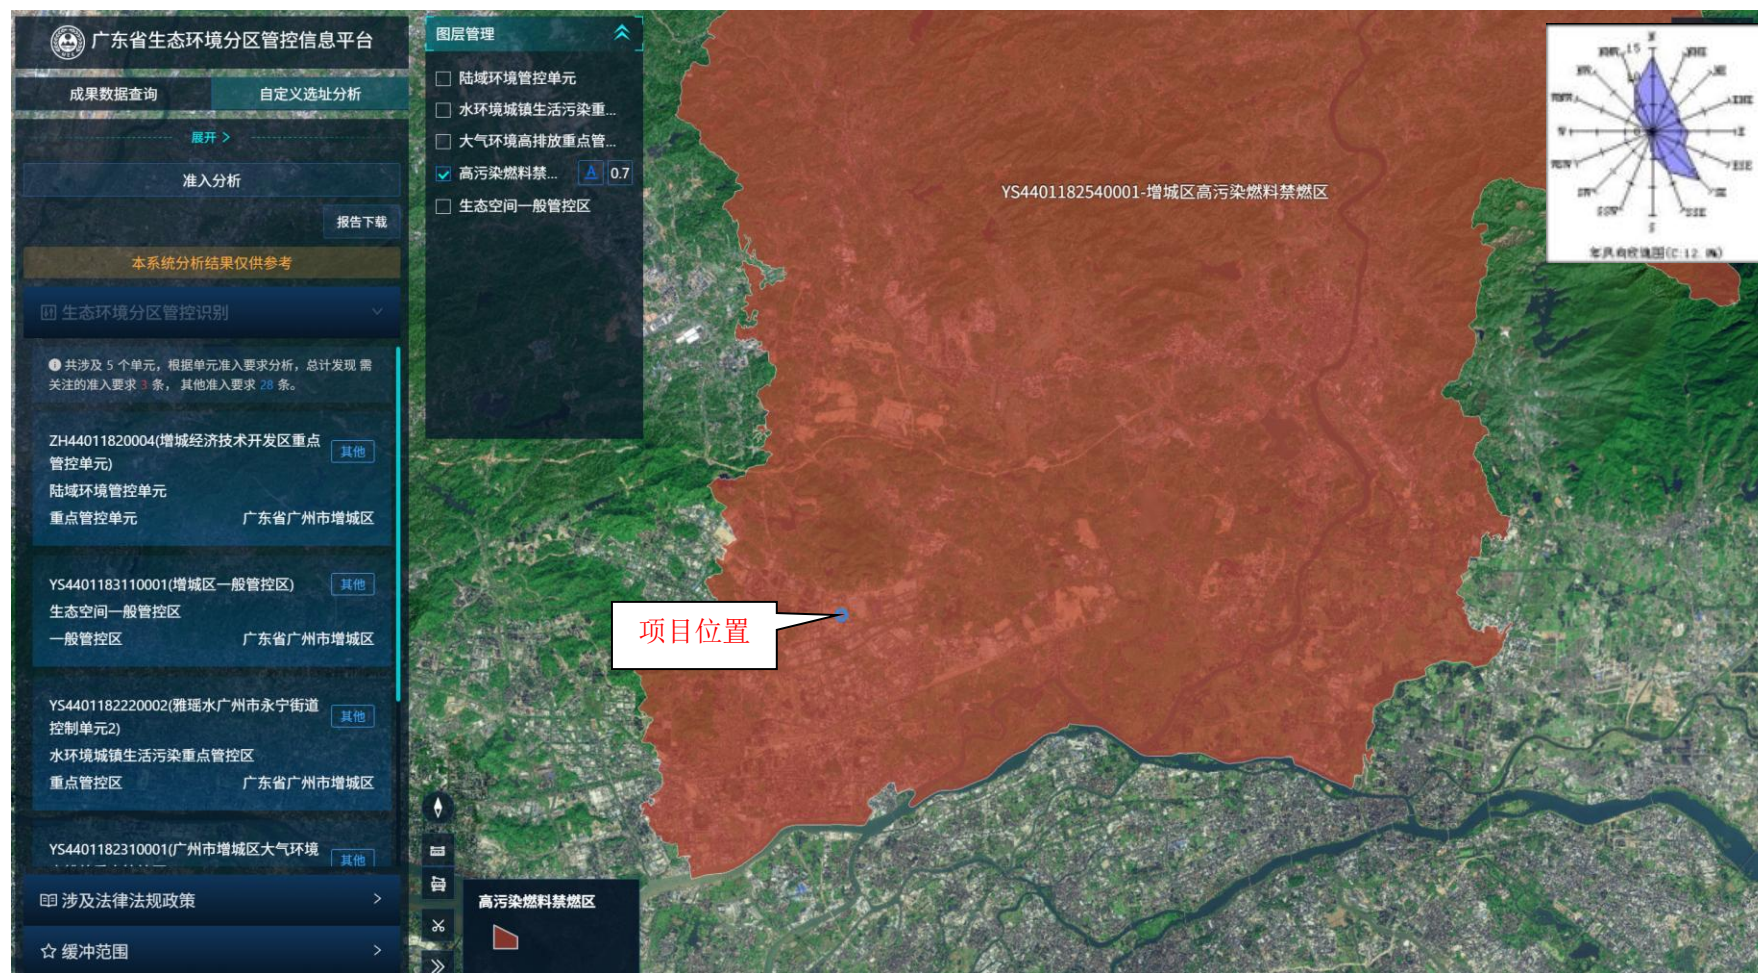 广东省生态环境分区管控信息平台
成果数据查询
自定义选址分析
展开 >
准入分析
报告下载
本系统分析结果仅供参考
生态环境分区管控识别
共涉及 5 个单元，根据单元准入要求分析，总计发现 需
关注的准入要求 3 条， 其他准入要求 28 条。
ZH44011820004(增城经济技术开发区重点
管控单元)
其他
陆域环境管控单元
重点管控单元
广东省广州市增城区
YS4401183110001(增城区一般管控区)
其他
生态空间一般管控区
一般管控区
广东省广州市增城区
YS4401182220002(雅瑶水广州市永宁街道
控制单元2)
其他
水环境城镇生活污染重点管控区
重点管控区
广东省广州市增城区
YS4401182310001(广州市增城区大气环境
其他
涉及法律法规政策
缓冲范围
图层管理
陆域环境管控单元
水环境城镇生活污染重...
大气环境高排放重点管...
高污染燃料禁...
A
0.7
生态空间一般管控区
YS4401182540001-增城区高污染燃料禁燃区
项目位置
高污染燃料禁燃区
N
NNE
NE
ENE
E
ESE
SE
SSE
S
SSW
SW
W
15